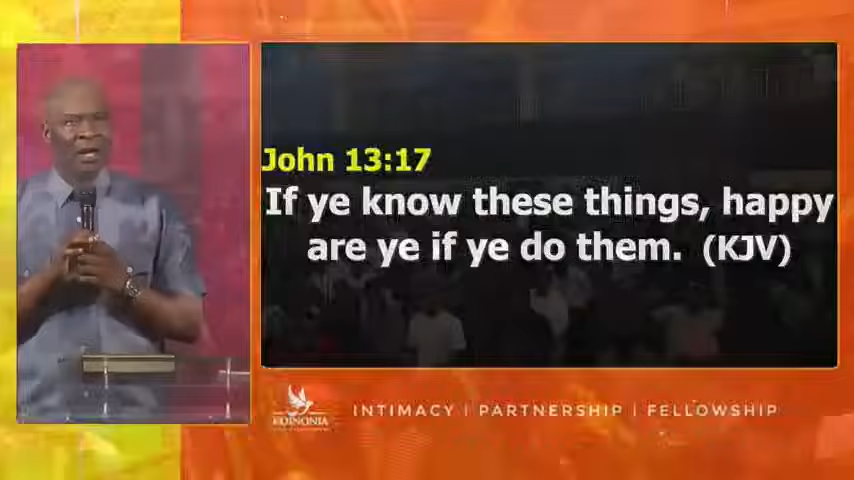 John 13:17
If ye know these things, happy
are ye if ye do them. (KJV)
KOINONIA
INTIMACY | PARTNERSHIP | FELLOWSHIP